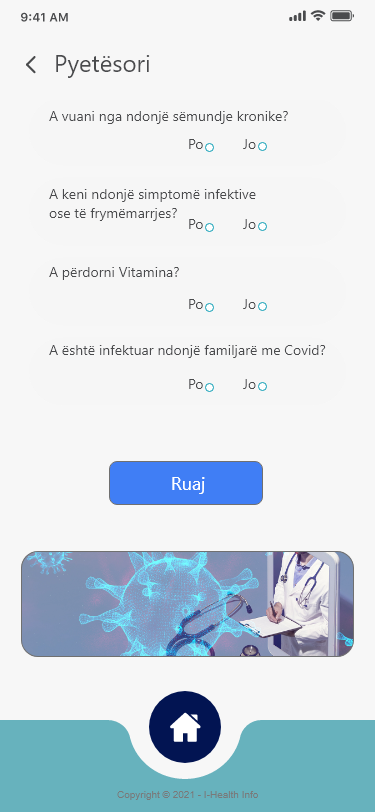 9:41 AM
Pyetësori
A vuani nga ndonjë sëmundje kronike?
Po Jo
A keni ndonjë simptomë infektive
ose të frymëmarrjes?
Po Jo
A përdorni Vitamina?
Po Jo
A është infektuar ndonjë familjarë me Covid?
Po Jo
Ruaj
Copyright © 2021 - I-Health Info